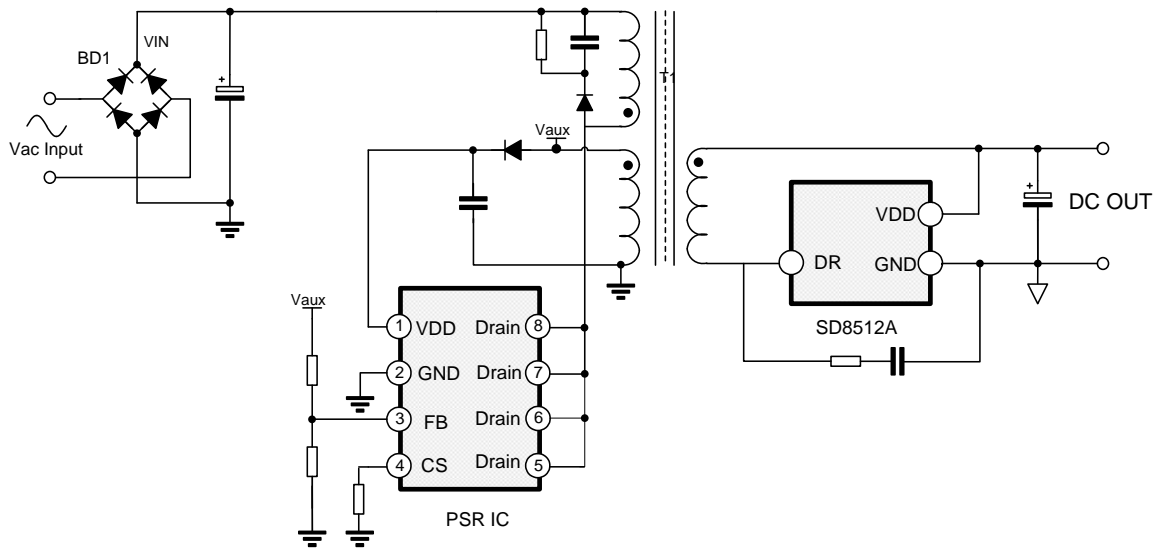 VIN
BD1
+
T1
Vac Input
Vaux
+
DC OUT
VDD
DR
GND
SD8512A
Vaux
1 VDD Drain 8
2 GND Drain 7
3 FB Drain 6
4 CS Drain 5
PSR IC